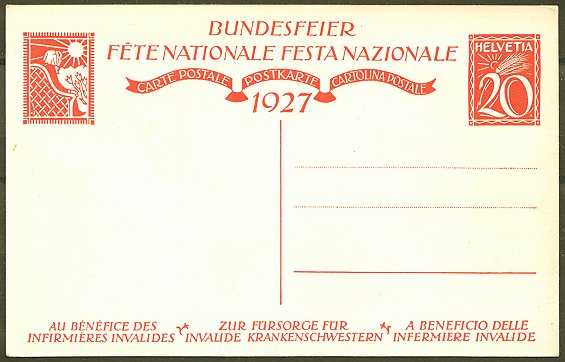 BUNDESFEIER
FÊTE NATIONALE FESTA NAZIONALE
CARTE POSTALE POSTKARTE CARTOLINA POSTALE
1927
HELVETIA
20
AU BÉNÉFICE DES
INFIRMIÈRES INVALIDES
ZUR FÜRSORGE FÜR
INVALIDE KRANKENSCHWESTERN
A BENEFICIO DELLE
INFERMIERE INVALIDE